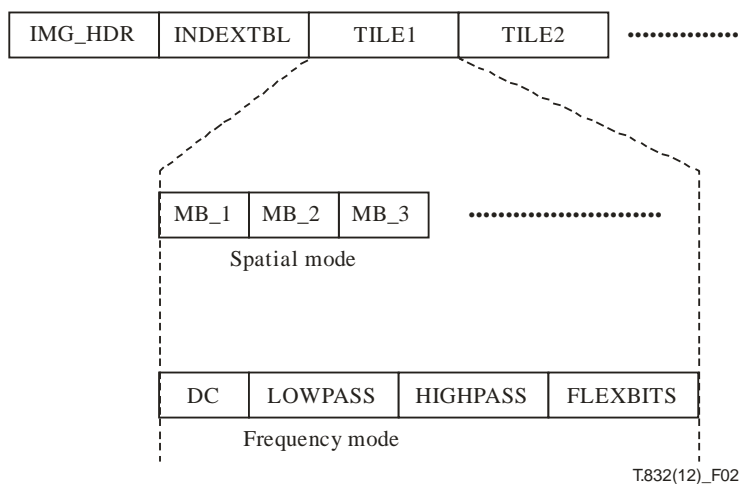 IMG_HDR INDEXTBL TILE1 TILE2
MB_1 MB_2 MB_3
Spatial mode
DC LOWPASS HIGHPASS FLEXBITS
Frequency mode
T.832(12)_F02